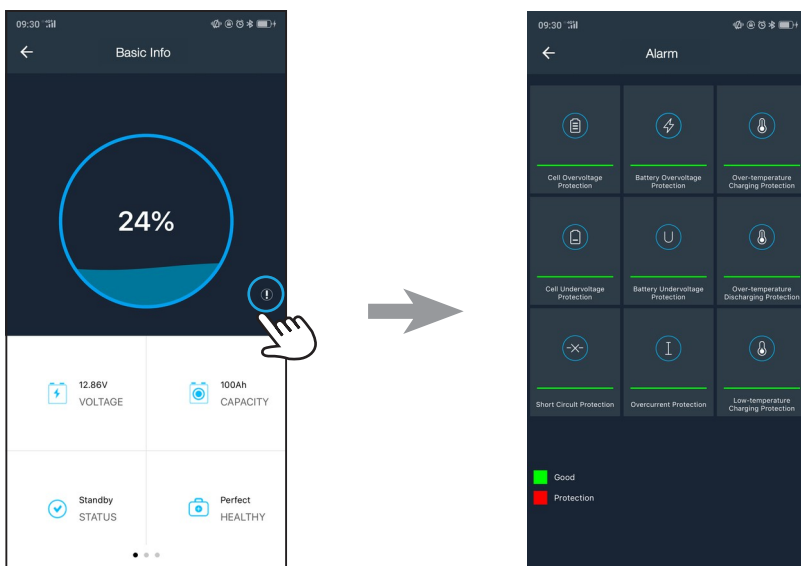 09:30
Basic Info
24%
12.86V
VOLTAGE
100Ah
CAPACITY
Standby
STATUS
Perfect
HEALTHY
09:30
Alarm
Cell Overvoltage
Protection
Battery Overvoltage
Protection
Over-temperature
Charging Protection
Cell Undervoltage
Protection
Battery Undervoltage
Protection
Over-temperature
Discharging Protection
Short Circult Protection
Overcurrent Protection
Low-temperature
Charging Protection
Good
Protection